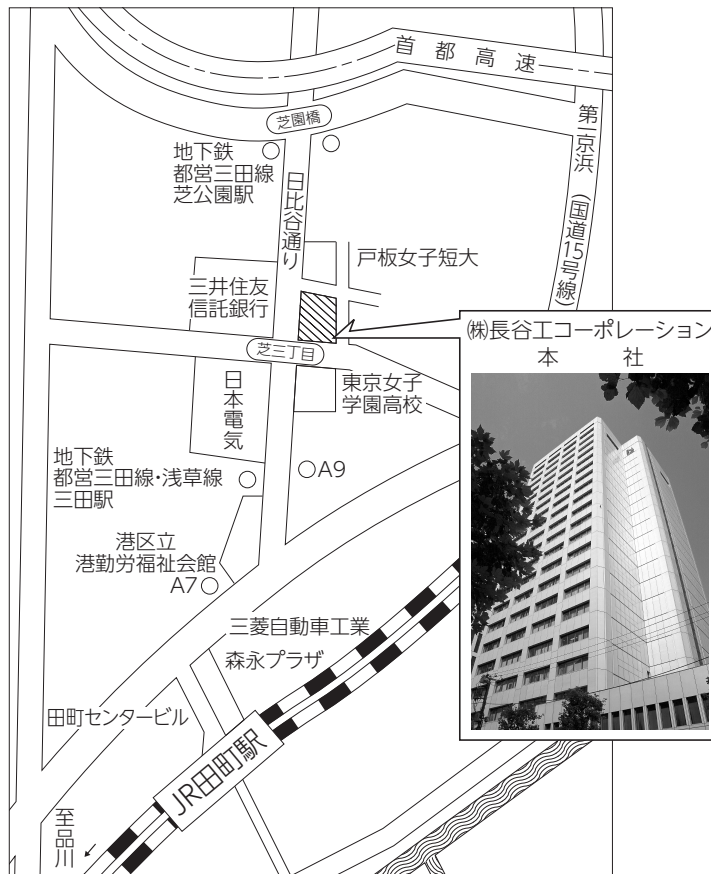 首都高速
芝園橋
第一京浜(国道15号線)
地下鉄
都営三田線
芝公園駅
日比谷通り
戸板女子短大
三井住友
信託銀行
芝三丁目
㈱長谷工コーポレーション
本社
日本電気
東京女子
学園高校
地下鉄
都営三田線・浅草線
三田駅
A9
港区立
港勤労福祉会館
A7
三菱自動車工業
森永プラザ
田町センタービル
JR田町駅
至品川